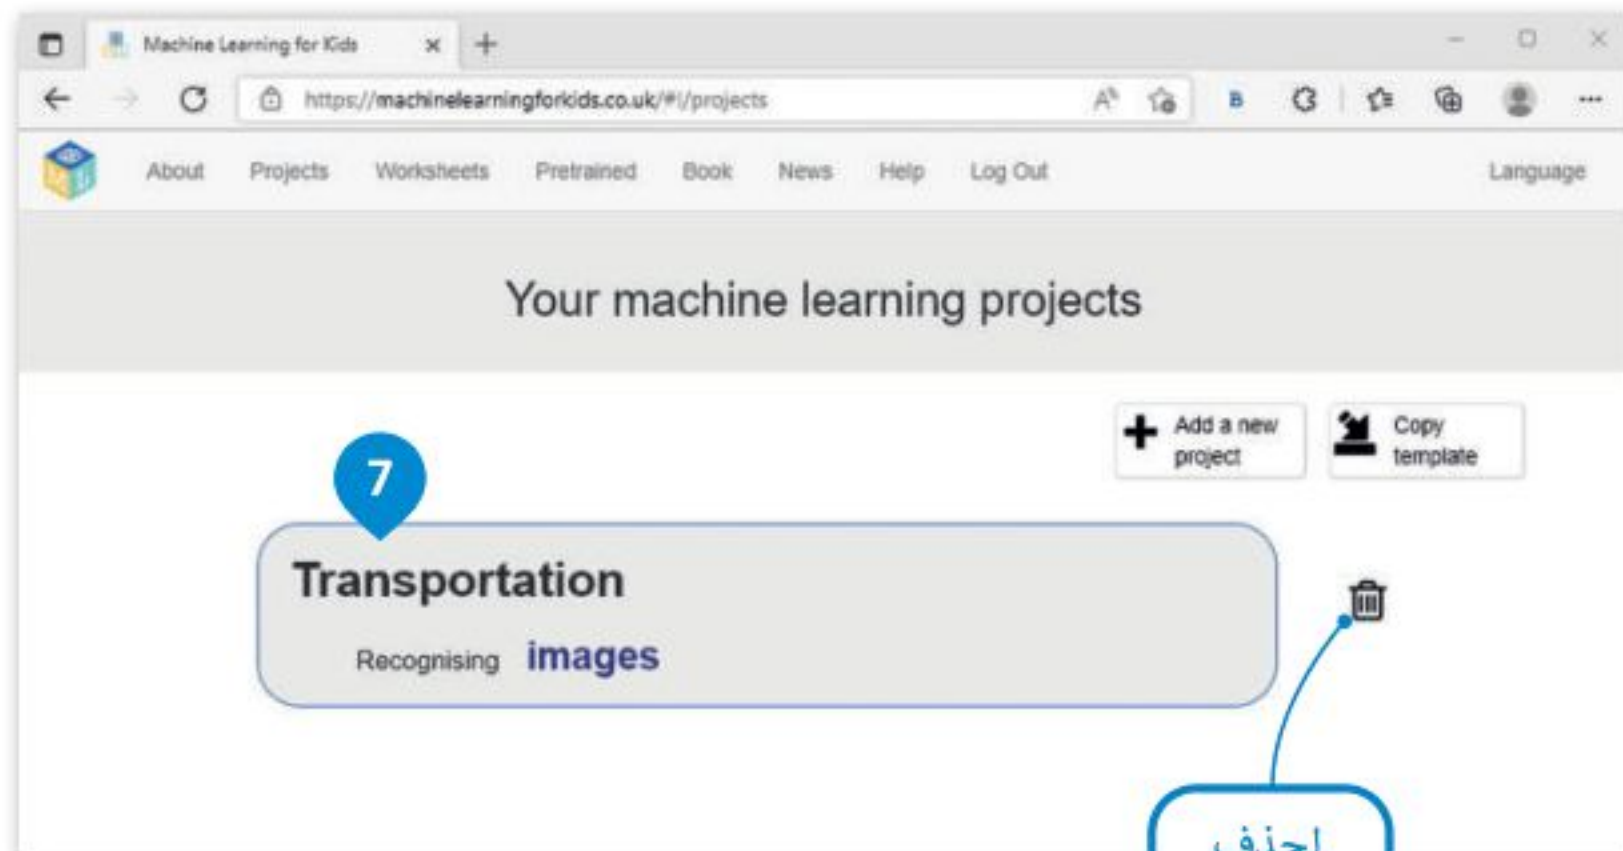 Machine Learning for Kids
https://machinelearningforkids.co.uk/#!/projects
About Projects Worksheets Pretrained Book News Help Log Out Language
Your machine learning projects
Add a new
project
Copy
template
7
Transportation
Recognising images
احذف